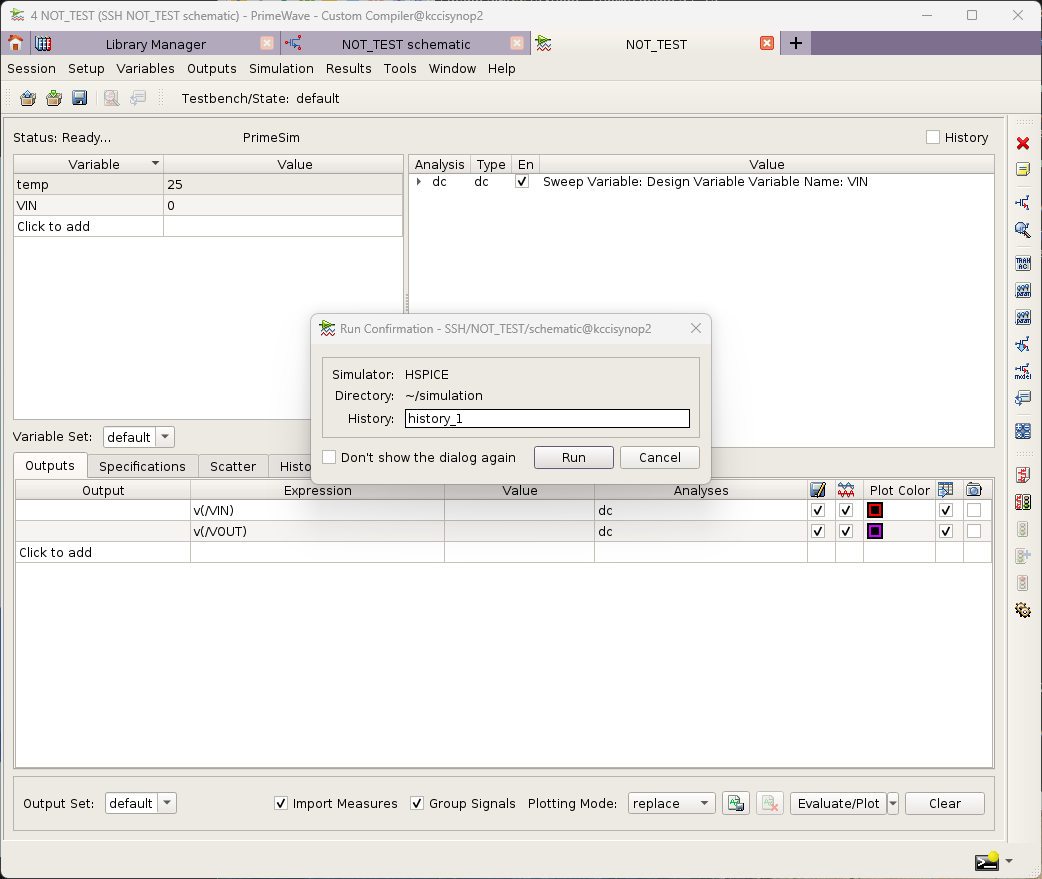 4 NOT_TEST (SSH NOT_TEST schematic) - PrimeWave - Custom Compiler@kccisynop2
Library Manager NOT_TEST schematic NOT_TEST
Session Setup Variables Outputs Simulation Results Tools Window Help
Testbench/State: default
Status: Ready... PrimeSim History
Variable Value
temp 25
VIN 0
Click to add
Analysis Type En Value
dc dc Sweep Variable: Design Variable Variable Name: VIN
Run Confirmation - SSH/NOT_TEST/schematic@kccisynop2
Simulator: HSPICE
Directory: ~/simulation
History: history_1
Don't show the dialog again Run Cancel
Variable Set: default
Outputs Specifications Scatter Histo
Output Expression Value Analyses Plot Color
v(/VIN) dc
v(/VOUT) dc
Click to add
Output Set: default Import Measures Group Signals Plotting Mode: replace Evaluate/Plot Clear
TRAN
AC
param
param
model